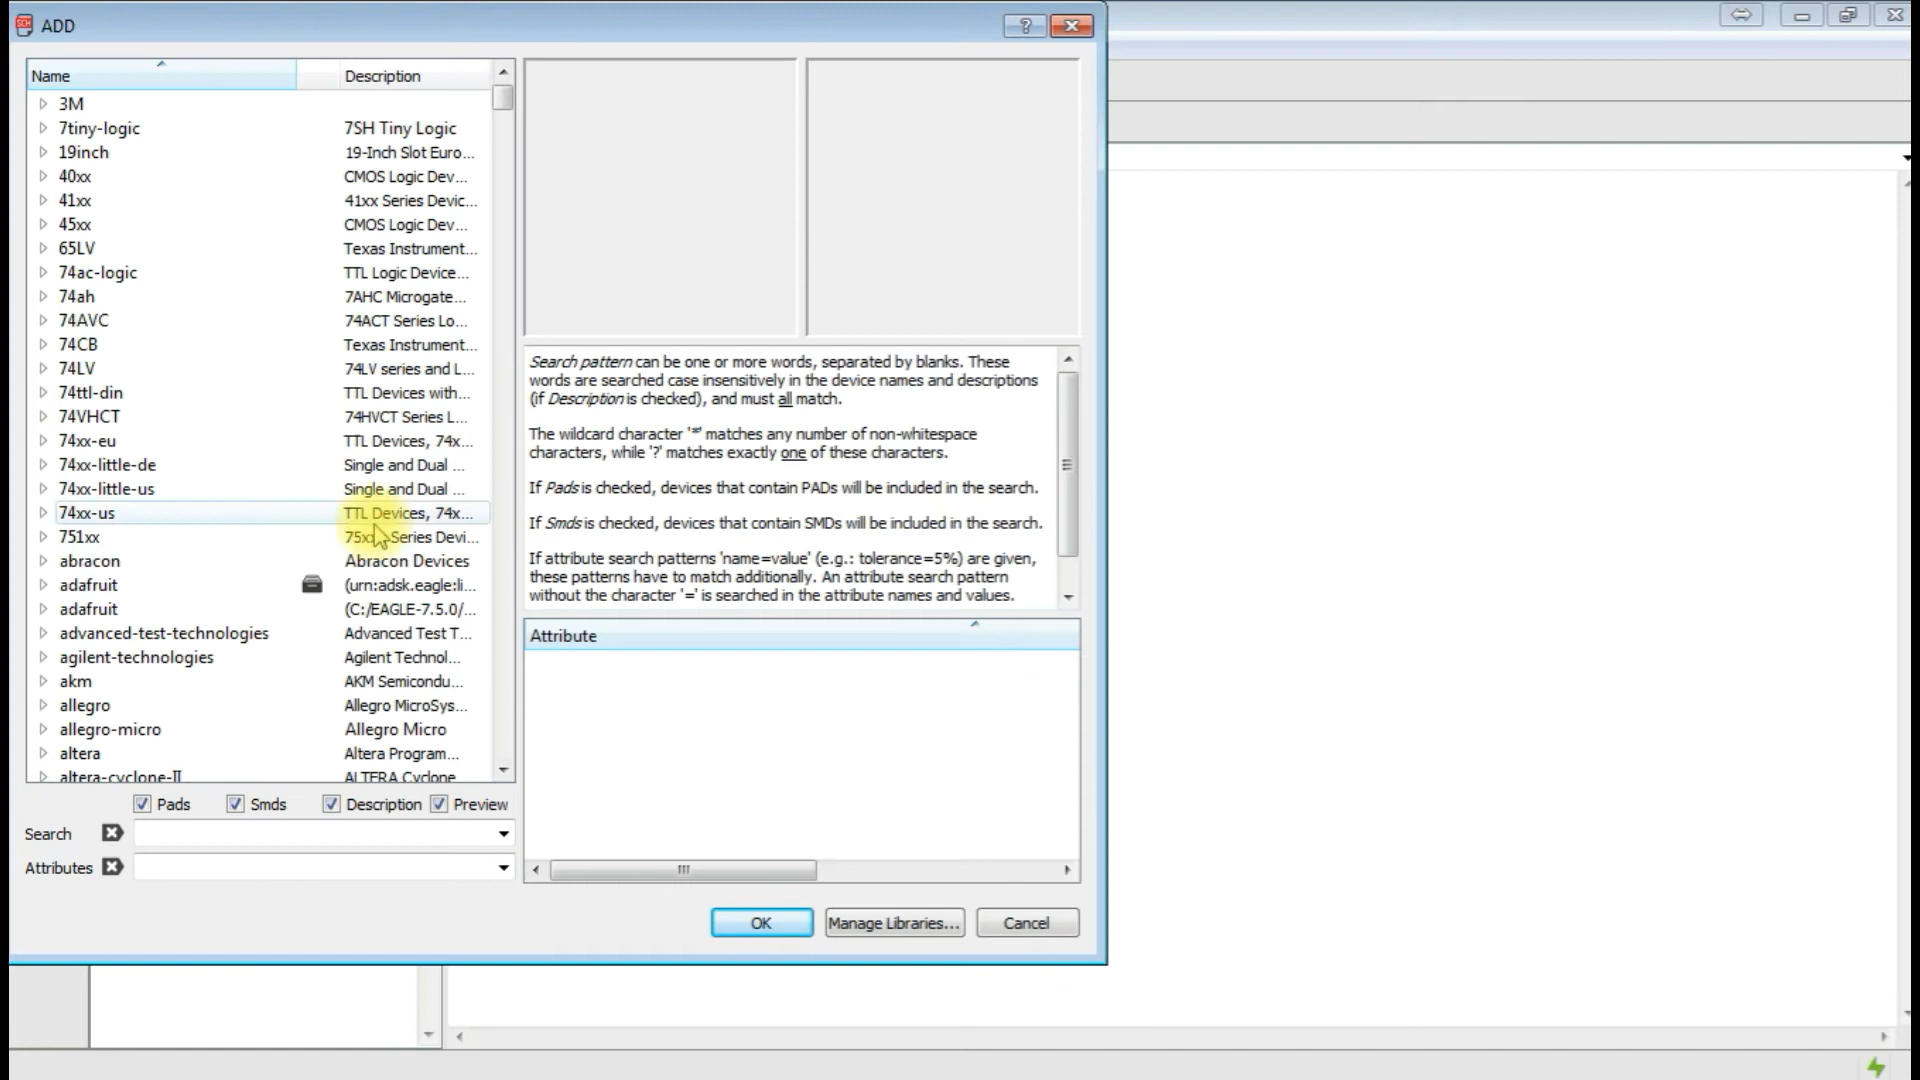 ADD
Name Description
3M
7tiny-logic 7SH Tiny Logic
19inch 19-Inch Slot Euro...
40xx CMOS Logic Dev...
41xx 41xx Series Devic...
45xx CMOS Logic Dev...
65LV Texas Instrument...
74ac-logic TTL Logic Device...
74ah 7AHC Microgate...
74AVC 74ACT Series Lo...
74CB Texas Instrument...
74LV 74LV series and L...
74ttl-din TTL Devices with...
74VHCT 74HVCT Series L...
74xx-eu TTL Devices, 74x...
74xx-little-de Single and Dual ...
74xx-little-us Single and Dual ...
74xx-us TTL Devices, 74x...
751xx Series Devi...
abracon Abracon Devices
adafruit (urn:adsk.eagle:li...
adafruit (C:/EAGLE-7.5.0/...
advanced-test-technologies Advanced Test T...
agilent-technologies Agilent Technol...
akm AKM Semicondu...
allegro Allegro MicroSys...
allegro-micro Allegro Micro
altera Altera Program...
altera-cyclone-II ALTERA Cyclone
Pads Smds Description Preview
Search
Attributes
Search pattern can be one or more words, separated by blanks. These
words are searched case insensitively in the device names and descriptions
(if Description is checked), and must all match.
The wildcard character '*' matches any number of non-whitespace
characters, while '?' matches exactly one of these characters.
If Pads is checked, devices that contain PADs will be included in the search.
If Smds is checked, devices that contain SMDs will be included in the search.
If attribute search patterns 'name=value' (e.g.: tolerance=5%) are given,
these patterns have to match additionally. An attribute search pattern
without the character '=' is searched in the attribute names and values.
Attribute
OK Manage Libraries... Cancel